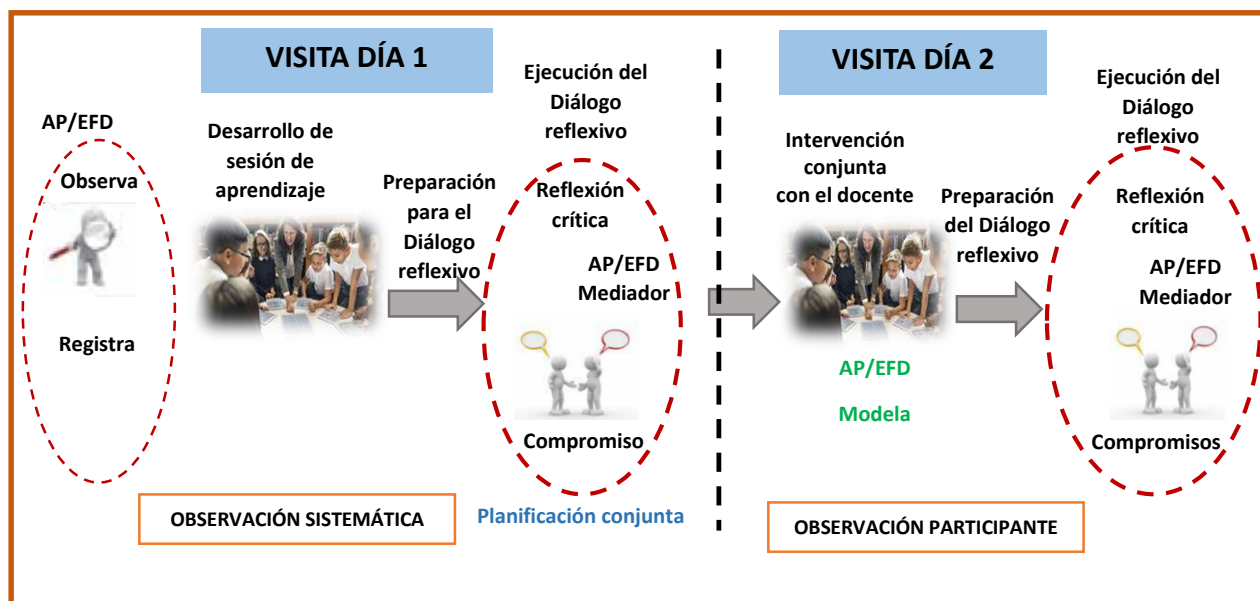 VISITA DÍA 1
AP/EFD
Observa
Registra
Desarrollo de
sesión de
aprendizaje
Preparación
para el
Diálogo
reflexivo
Ejecución del
Diálogo
reflexivo
Reflexión
crítica
AP/EFD
Mediador
Compromiso
OBSERVACIÓN SISTEMÁTICA
Planificación conjunta
VISITA DÍA 2
Intervención
conjunta
con el docente
AP/EFD
Modela
Preparación
del Diálogo
reflexivo
Ejecución del
Diálogo
reflexivo
Reflexión
crítica
AP/EFD
Mediador
Compromisos
OBSERVACIÓN PARTICIPANTE